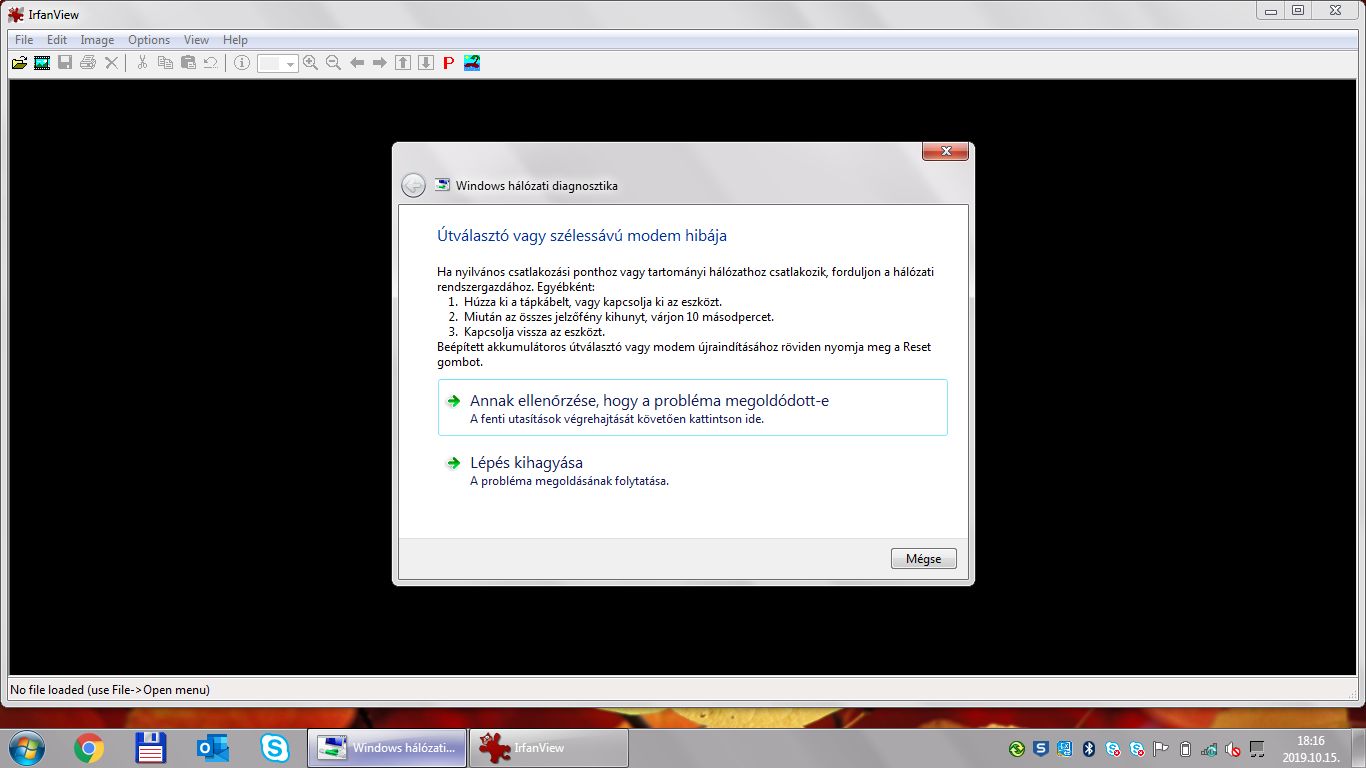 IrfanView
File Edit Image Options View Help
P
Windows hálózati diagnosztika
Útválasztó vagy szélessávú modem hibája
Ha nyilvános csatlakozási ponthoz vagy tartományi hálózathoz csatlakozik, forduljon a hálózati
rendszergazdához. Egyébként:
1. Húzza ki a tápkábelt, vagy kapcsolja ki az eszközt.
2. Miután az összes jelzőfény kihunyt, várjon 10 másodpercet.
3. Kapcsolja vissza az eszközt.
Beépített akkumulátoros útválasztó vagy modem újraindításához röviden nyomja meg a Reset
gombot.
Annak ellenőrzése, hogy a probléma megoldódott-e
A fenti utasítások végrehajtását követően kattintson ide.
Lépés kihagyása
A probléma megoldásának folytatása.
Mégse
No file loaded (use File->Open menu)
Windows hálózati...
IrfanView
18:16
2019.10.15.